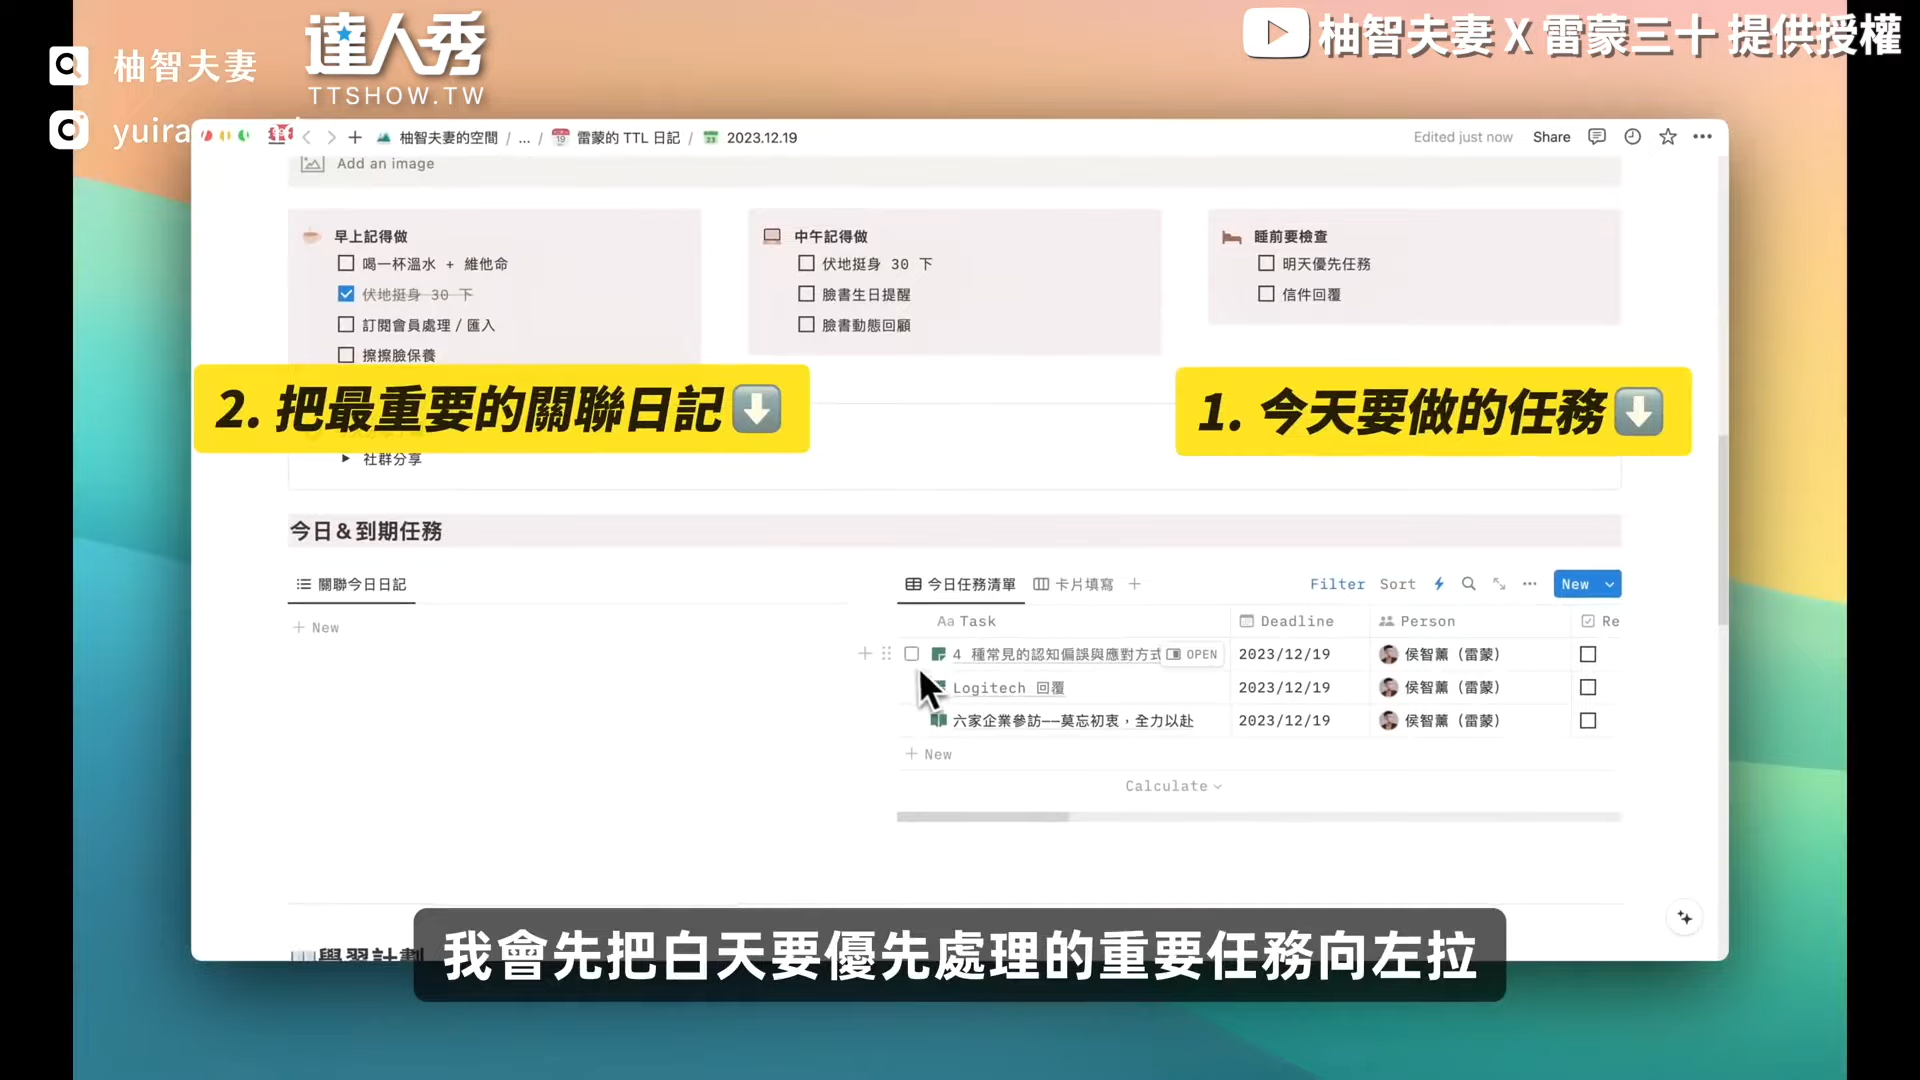 柚智夫妻
yuira
達人秀
TTSHOW.TW
柚智夫妻 X 雷蒙三十 提供授權
柚智夫妻的空間 / ... / 雷蒙的 TTL 日記 / 2023.12.19
Edited just now Share
Add an image
早上記得做
喝一杯溫水 + 維他命
伏地挺身 30 下
訂閱會員處理 / 匯入
擦擦臉保養
中午記得做
伏地挺身 30 下
臉書生日提醒
臉書動態回顧
睡前要檢查
明天優先任務
信件回覆
2. 把最重要的關聯日記⬇️
1. 今天要做的任務⬇️
社群分享
今日＆到期任務
關聯今日日記
+ New
今日任務清單 卡片填寫 +
Filter Sort New
Aa Task Deadline Person Re
4 種常見的認知偏誤與應對方式 OPEN 2023/12/19 侯智薰（雷蒙）
Logitech 回覆 2023/12/19 侯智薰（雷蒙）
六家企業參訪——莫忘初衷，全力以赴 2023/12/19 侯智薰（雷蒙）
+ New
Calculate
學習計劃
我會先把白天要優先處理的重要任務向左拉